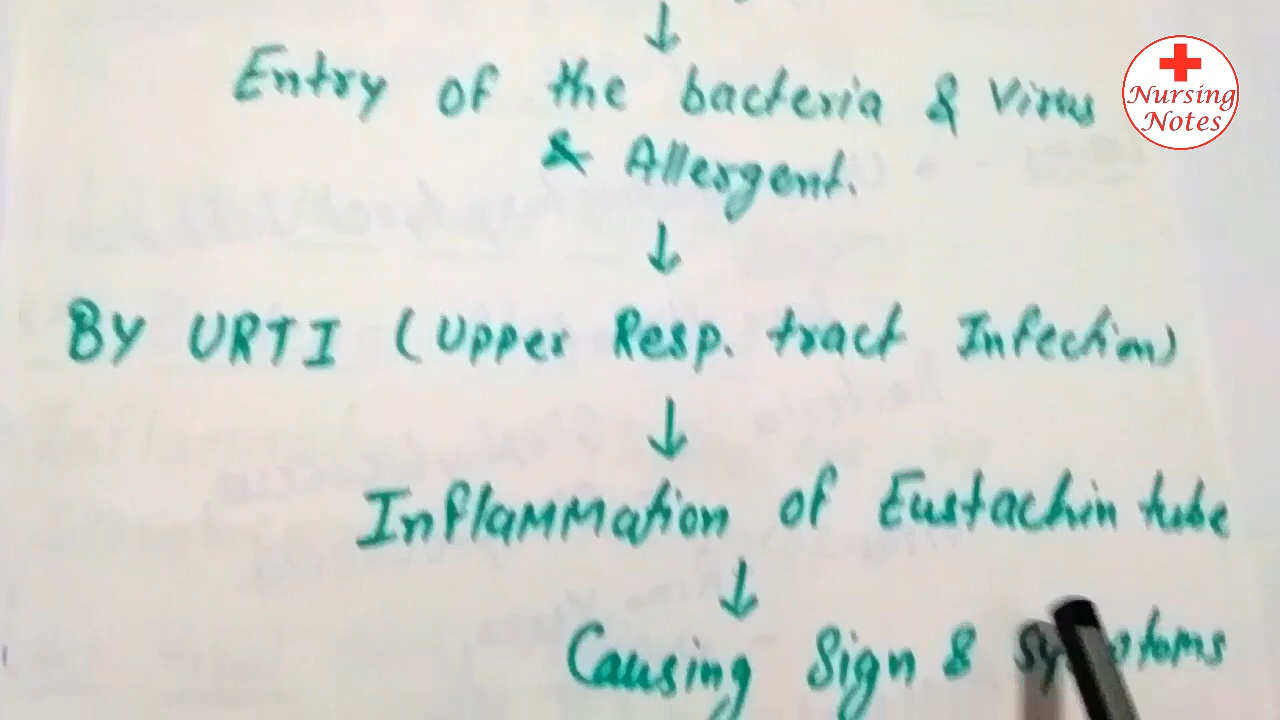 ↓
Entry of the bacteria & Virus
& Allergent.
↓
By URTI (Upper Resp. tract Infection)
↓
Inflammation of Eustachin tube
↓
Causing Sign &
Nursing
Notes